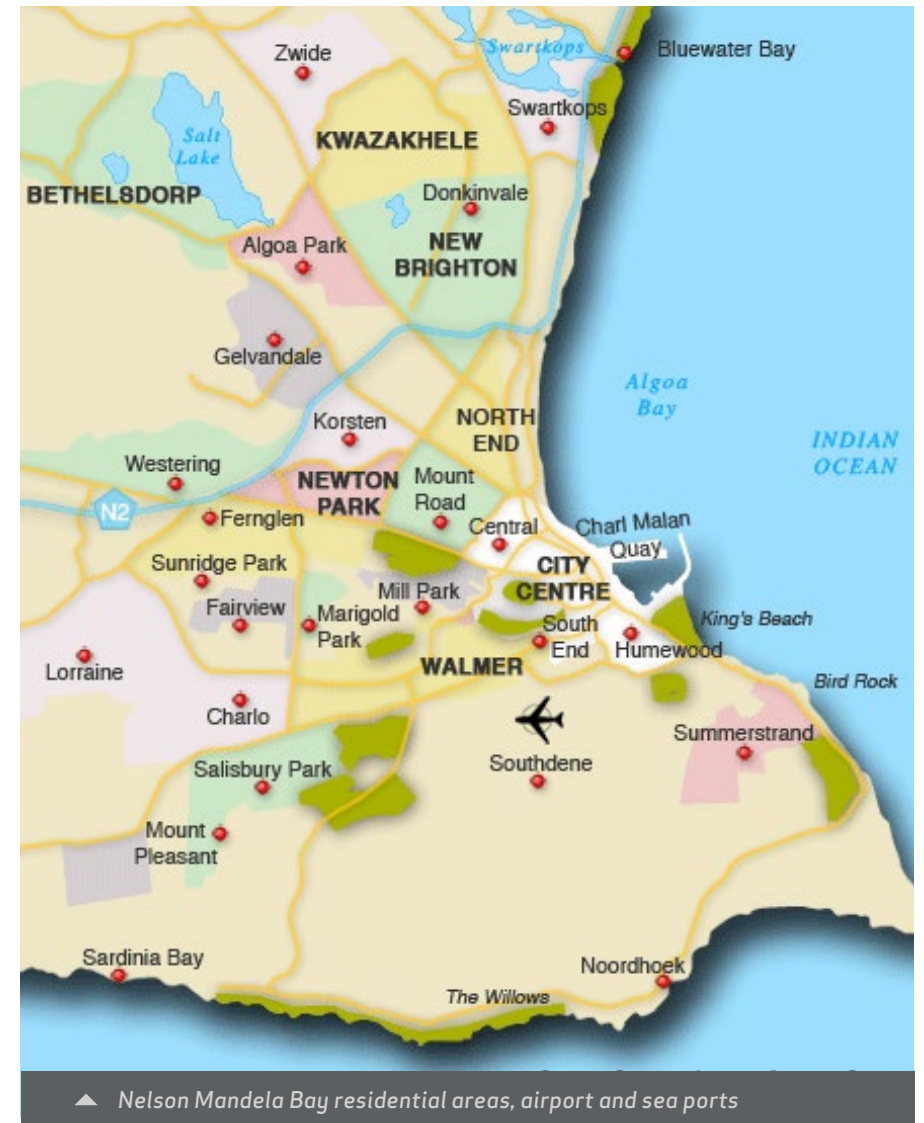 Zwide
Swartkops
Bluewater Bay
Swartkops
Salt
Lake
KWAZAKHELE
BETHELSDORP
Donkinvale
Algoa Park
NEW
BRIGHTON
Gelvandale
Algoa
Bay
Korsten
NORTH
END
INDIAN
OCEAN
Westering
NEWTON
PARK
Mount
Road
N2
Fernglen
Central
Charl Malan
Quay
Sunridge Park
CITY
CENTRE
Fairview
Mill Park
Marigold
Park
South
End
Humewood
King's Beach
Lorraine
WALMER
Bird Rock
Charlo
Summerstrand
Salisbury Park
Southdene
Mount
Pleasant
Sardinia Bay
Noordhoek
The Willows
Nelson Mandela Bay residential areas, airport and sea ports